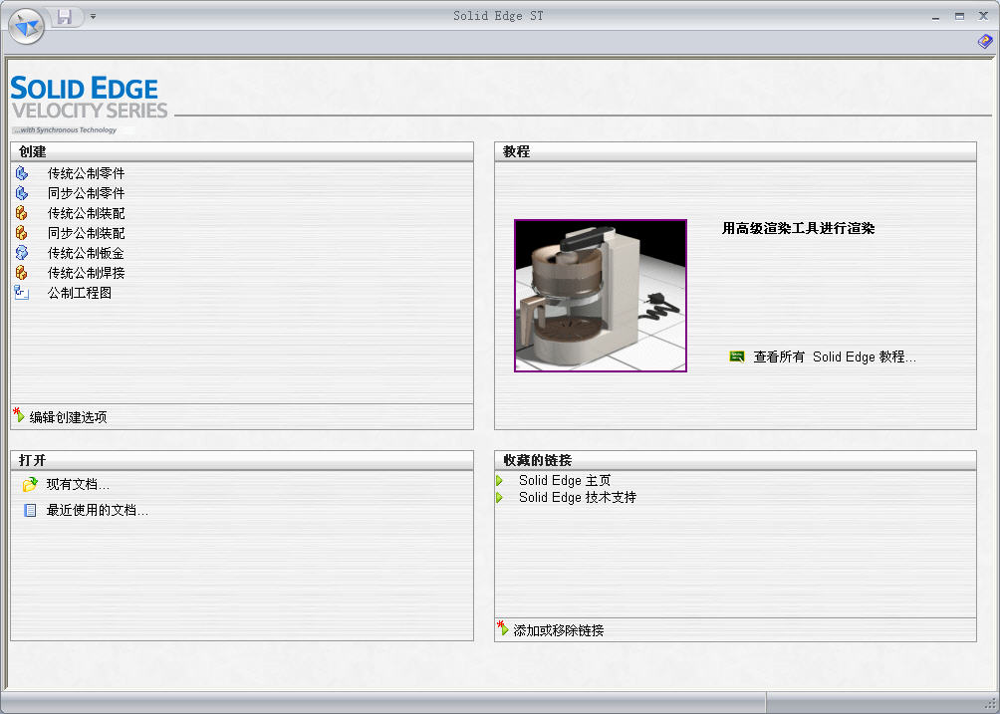 Solid Edge ST
SOLID EDGE
VELOCITY SERIES
...with Synchronous Technology
创建
传统公制零件
同步公制零件
传统公制装配
同步公制装配
传统公制钣金
传统公制焊接
公制工程图
编辑创建选项
教程
用高级渲染工具进行渲染
查看所有 Solid Edge 教程...
打开
现有文档...
最近使用的文档...
收藏的链接
Solid Edge 主页
Solid Edge 技术支持
添加或移除链接